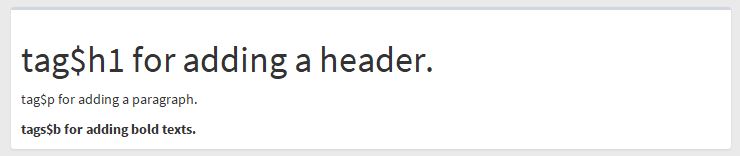 tag$h1 for adding a header.
tag$p for adding a paragraph.
tags$b for adding bold texts.